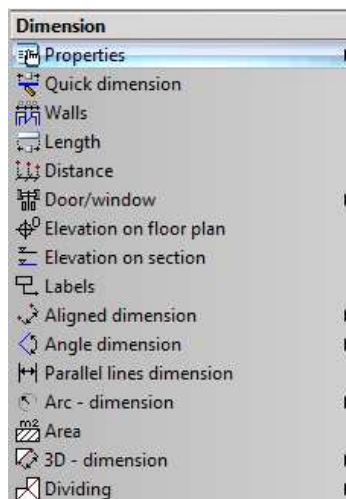 Dimension
Properties
Quick dimension
Walls
Length
Distance
Door/window
Elevation on floor plan
Elevation on section
Labels
Aligned dimension
Angle dimension
Parallel lines dimension
Arc - dimension
m2 Area
3D - dimension
Dividing